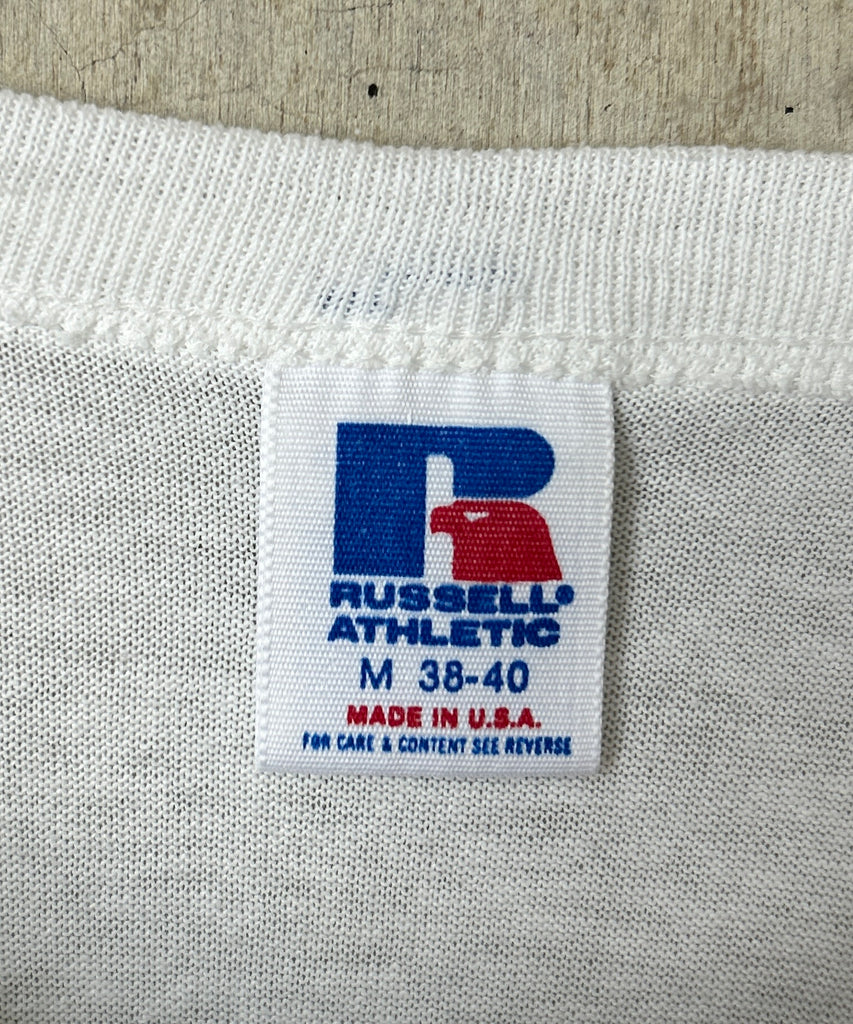 R
RUSSELL®
ATHLETIC
M 38-40
MADE IN U.S.A.
FOR CARE & CONTENT SEE REVERSE